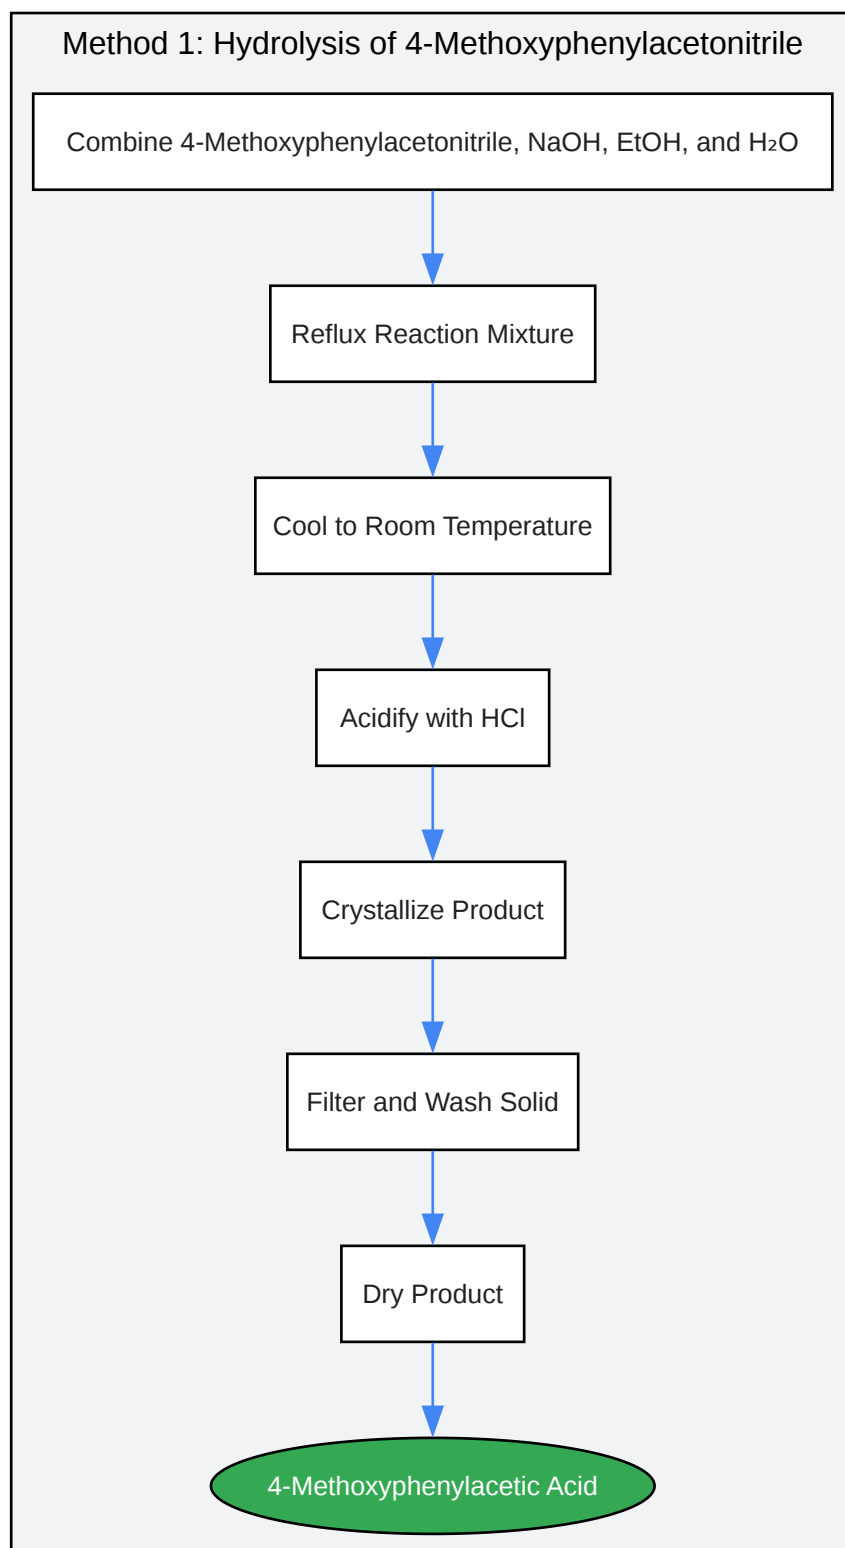 Method 1: Hydrolysis of 4-Methoxyphenylacetonitrile
Combine 4-Methoxyphenylacetonitrile, NaOH, EtOH, and H₂O
Reflux Reaction Mixture
Cool to Room Temperature
Acidify with HCl
Crystallize Product
Filter and Wash Solid
Dry Product
4-Methoxyphenylacetic Acid